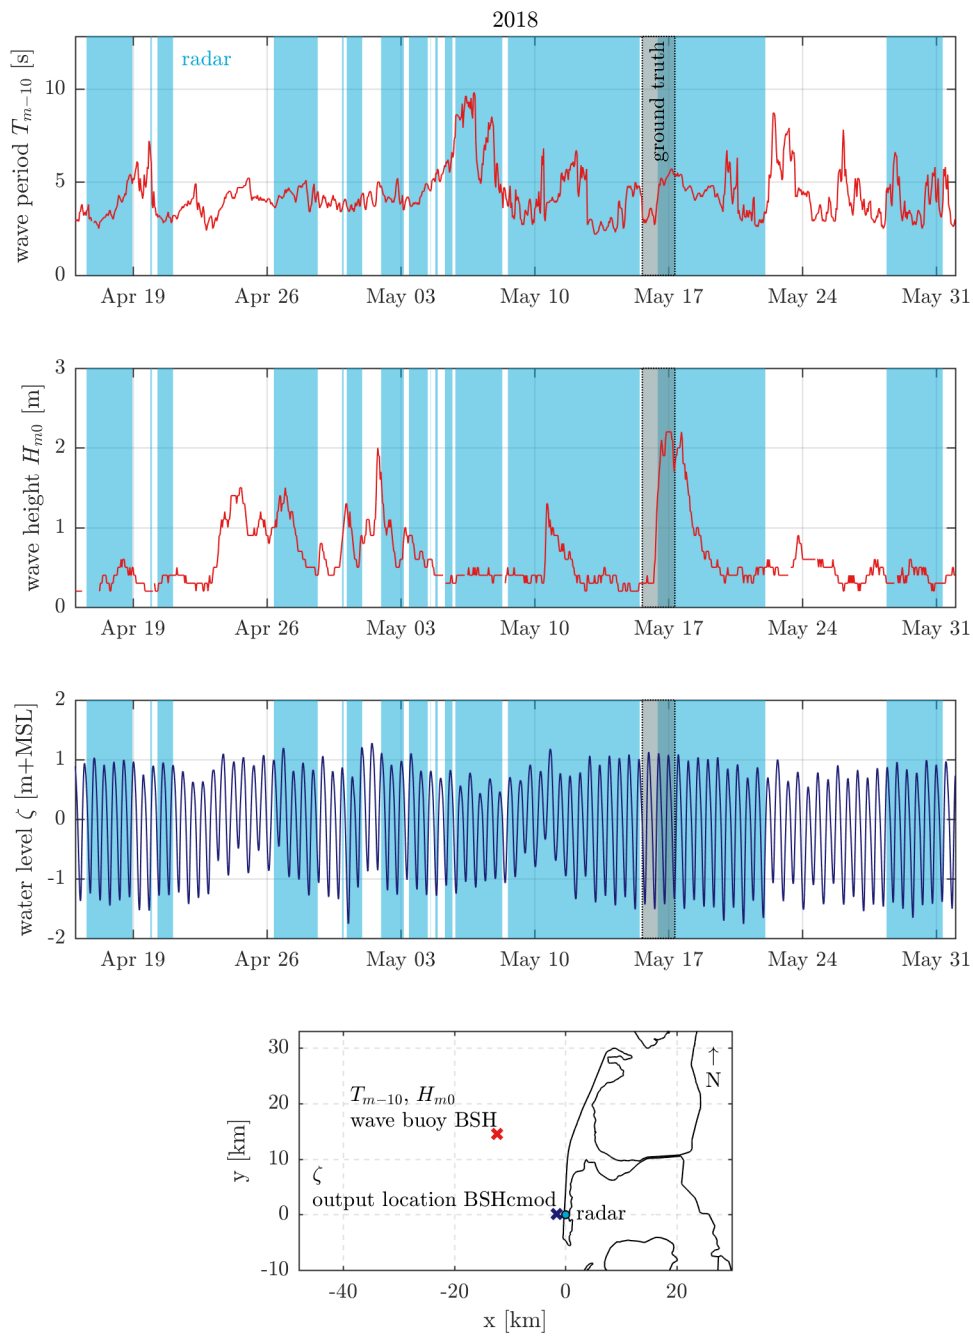 2018
wave period T_{m−10} [s]
10
5
0
radar
ground truth
Apr 19 Apr 26 May 03 May 10 May 17 May 24 May 31
wave height H_{m0} [m]
3
2
1
0
Apr 19 Apr 26 May 03 May 10 May 17 May 24 May 31
water level ζ [m+MSL]
2
1
0
-1
-2
Apr 19 Apr 26 May 03 May 10 May 17 May 24 May 31
y [km]
30
20
10
0
-10
↑
N
T_{m−10}, H_{m0}
wave buoy BSH
ζ
output location BSHcmod
radar
-40 -20 0 20
x [km]